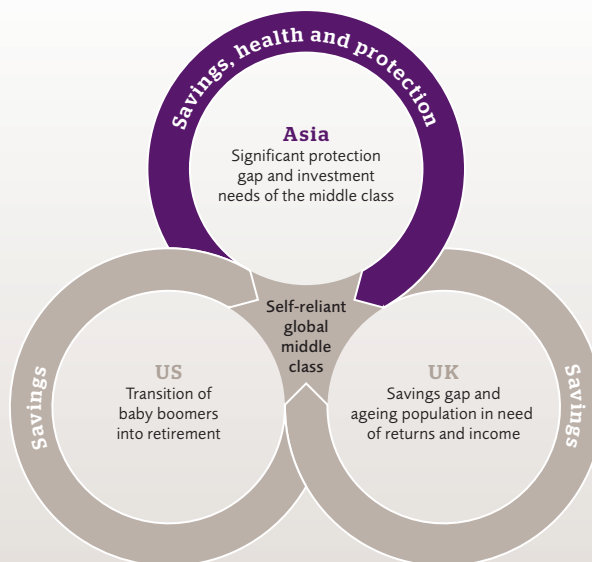 Savings, health and protection
Asia
Significant protection
gap and investment
needs of the middle class
Self-reliant
global
middle
class
Savings
US
Transition of
baby boomers
into retirement
UK
Savings gap and
ageing population in need
of returns and income
Savings